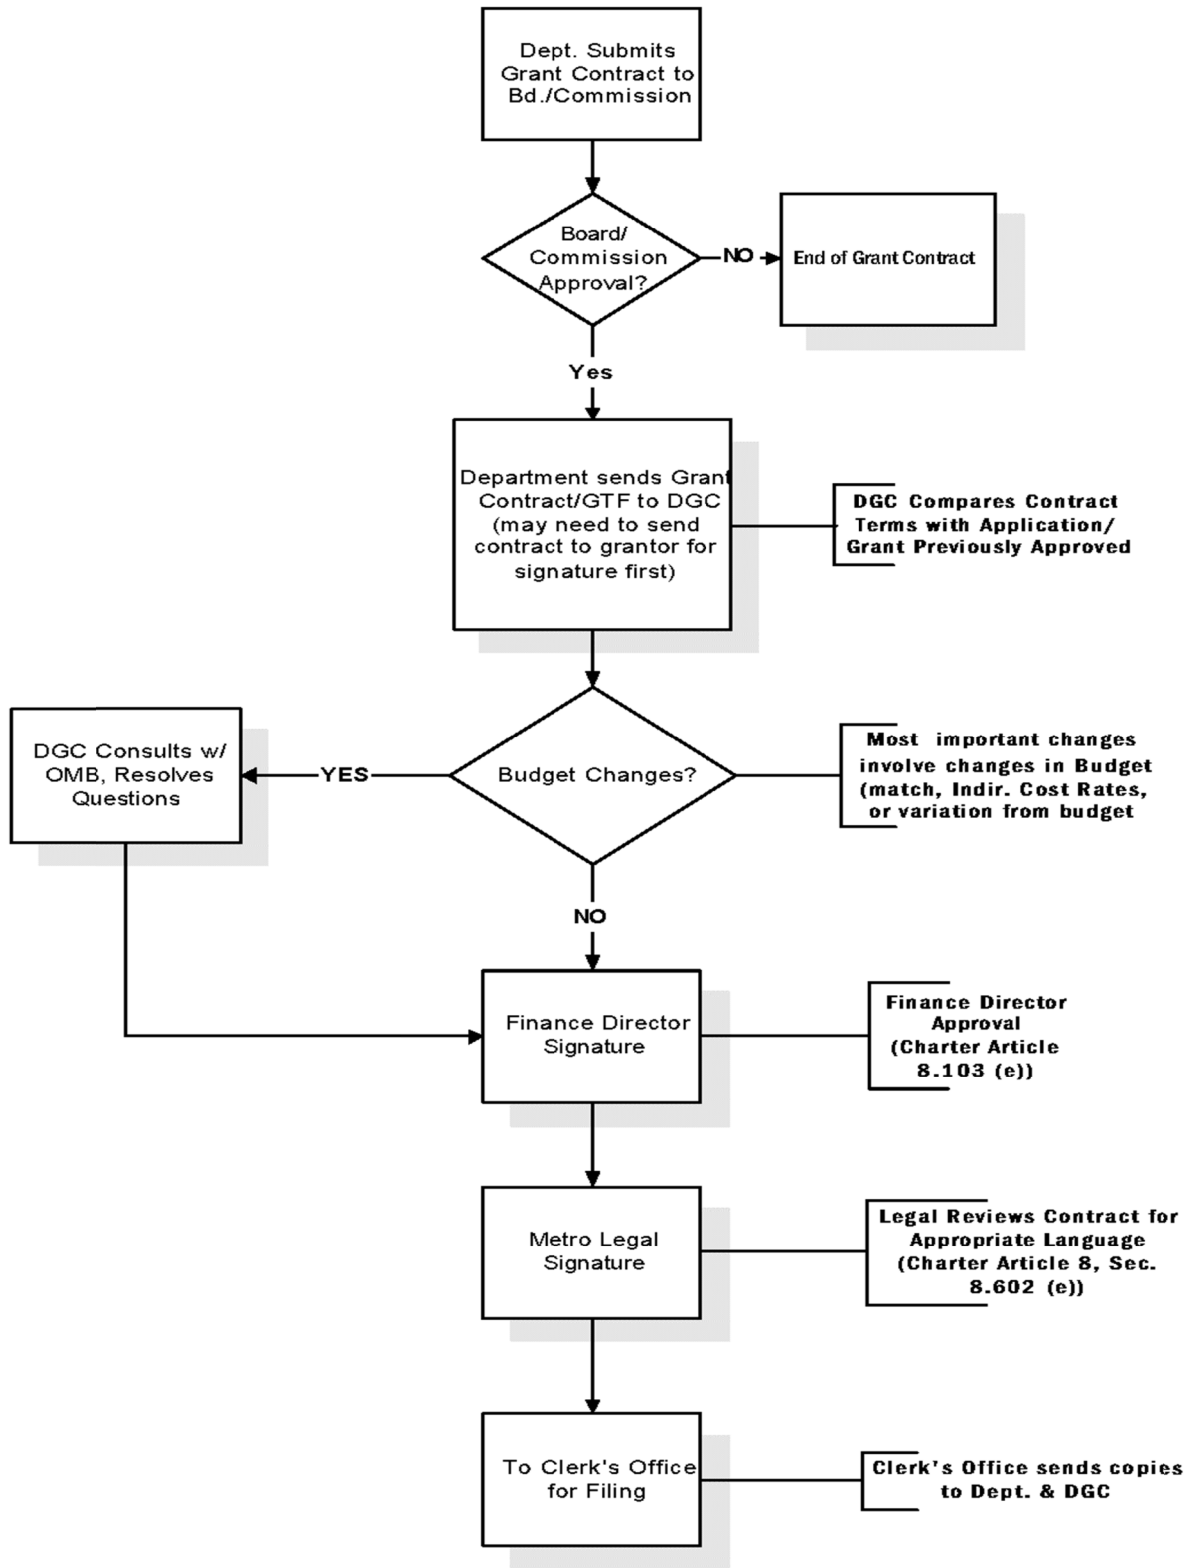 Dept. Submits
Grant Contract to
Bd./Commission
Board/
Commission
Approval?
NO
End of Grant Contract
Yes
Department sends Grant
Contract/GTF to DGC
(may need to send
contract to grantor for
signature first)
DGC Compares Contract
Terms with Application/
Grant Previously Approved
DGC Consults w/
OMB, Resolves
Questions
YES
Budget Changes?
Most important changes
involve changes in Budget
(match, Indir. Cost Rates,
or variation from budget
NO
Finance Director
Signature
Finance Director
Approval
(Charter Article
8.103 (e))
Metro Legal
Signature
Legal Reviews Contract for
Appropriate Language
(Charter Article 8, Sec.
8.602 (e))
To Clerk's Office
for Filing
Clerk's Office sends copies
to Dept. & DGC